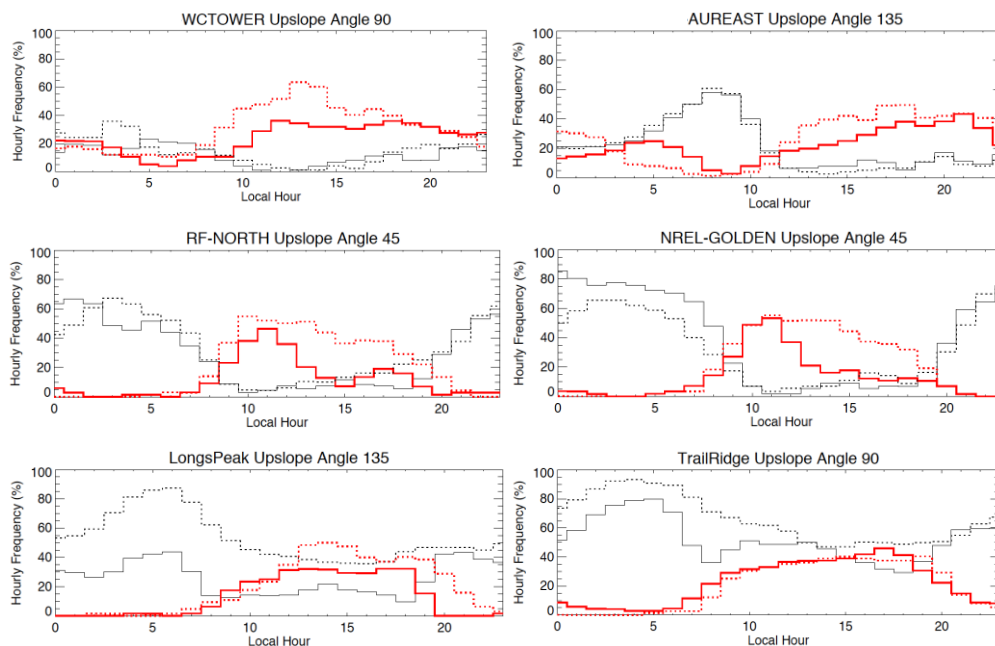 WCTOWER Upslope Angle 90
Hourly Frequency (%)
100
80
60
40
20
0
0 5 10 15 20
Local Hour
AUREAST Upslope Angle 135
Hourly Frequency (%)
100
80
60
40
20
0
0 5 10 15 20
Local Hour
RF-NORTH Upslope Angle 45
Hourly Frequency (%)
100
80
60
40
20
0
0 5 10 15 20
Local Hour
NREL-GOLDEN Upslope Angle 45
Hourly Frequency (%)
100
80
60
40
20
0
0 5 10 15 20
Local Hour
LongsPeak Upslope Angle 135
Hourly Frequency (%)
100
80
60
40
20
0
0 5 10 15 20
Local Hour
TrailRidge Upslope Angle 90
Hourly Frequency (%)
100
80
60
40
20
0
0 5 10 15 20
Local Hour